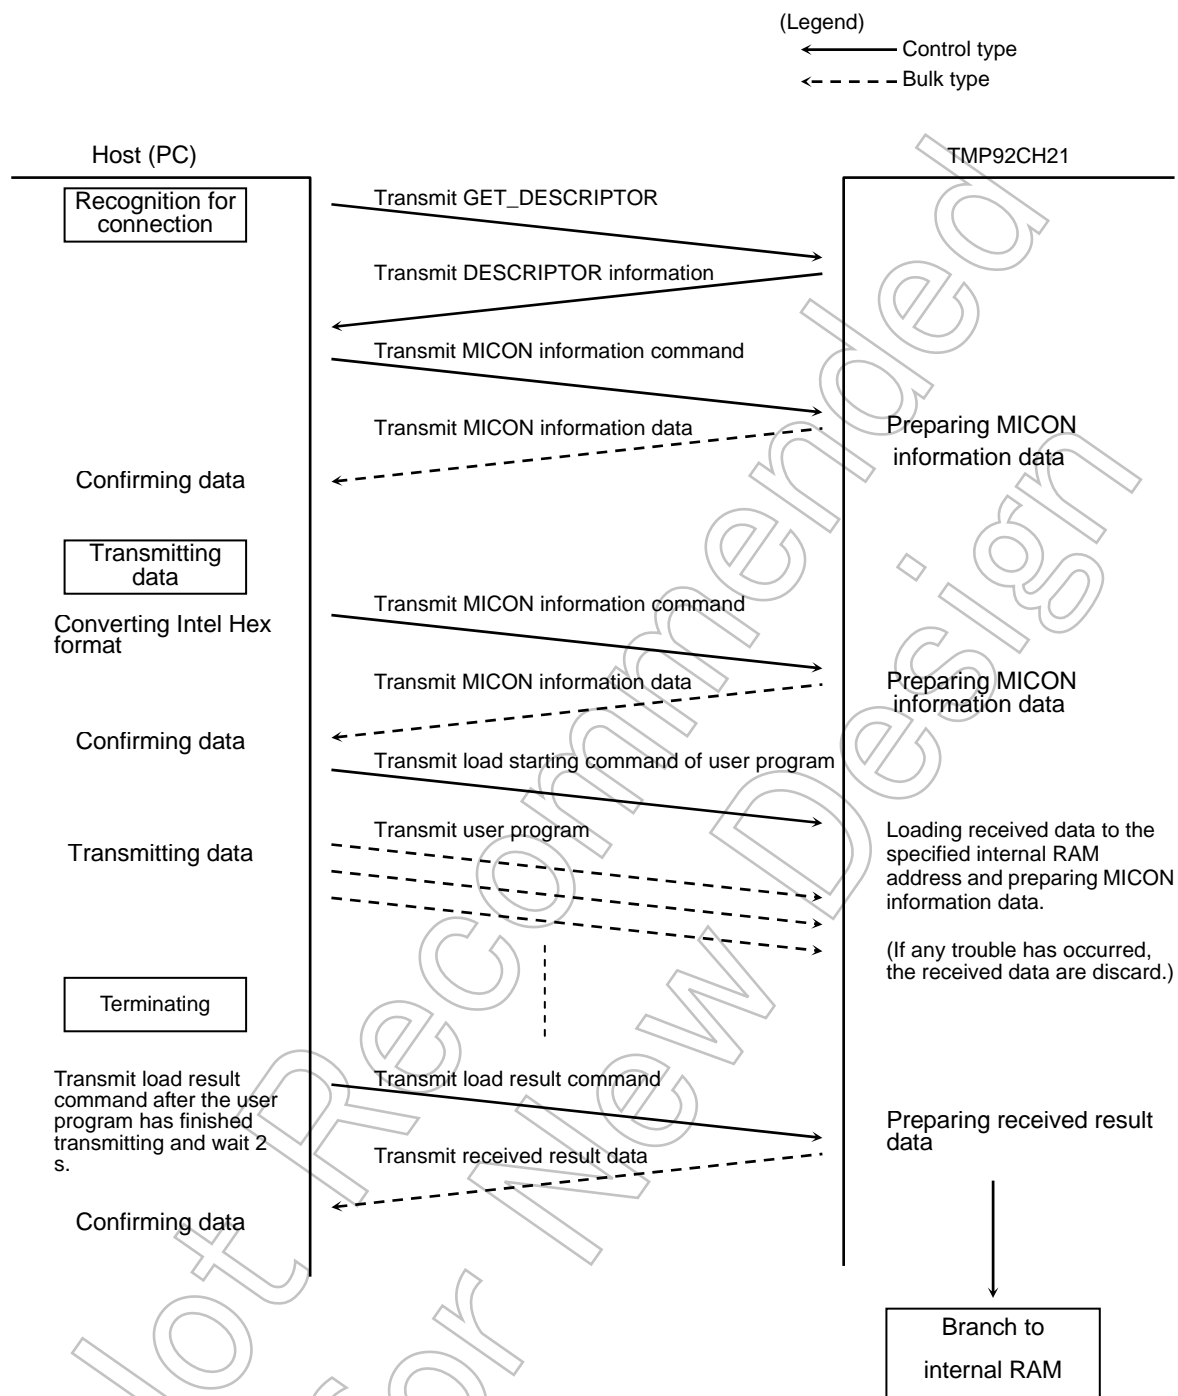 (Legend)
Control type
Bulk type
Host (PC)
TMP92CH21
Recognition for
connection
Transmit GET_DESCRIPTOR
Transmit DESCRIPTOR information
Transmit MICON information command
Transmit MICON information data
Preparing MICON
information data
Confirming data
Transmitting
data
Converting Intel Hex
format
Transmit MICON information command
Transmit MICON information data
Preparing MICON
information data
Confirming data
Transmit load starting command of user program
Transmit user program
Transmitting data
Loading received data to the
specified internal RAM
address and preparing MICON
information data.
(If any trouble has occurred,
the received data are discard.)
Terminating
Transmit load result
command after the user
program has finished
transmitting and wait 2
s.
Transmit load result command
Preparing received result
data
Transmit received result data
Confirming data
Branch to
internal RAM
Not Recommended
for New Design